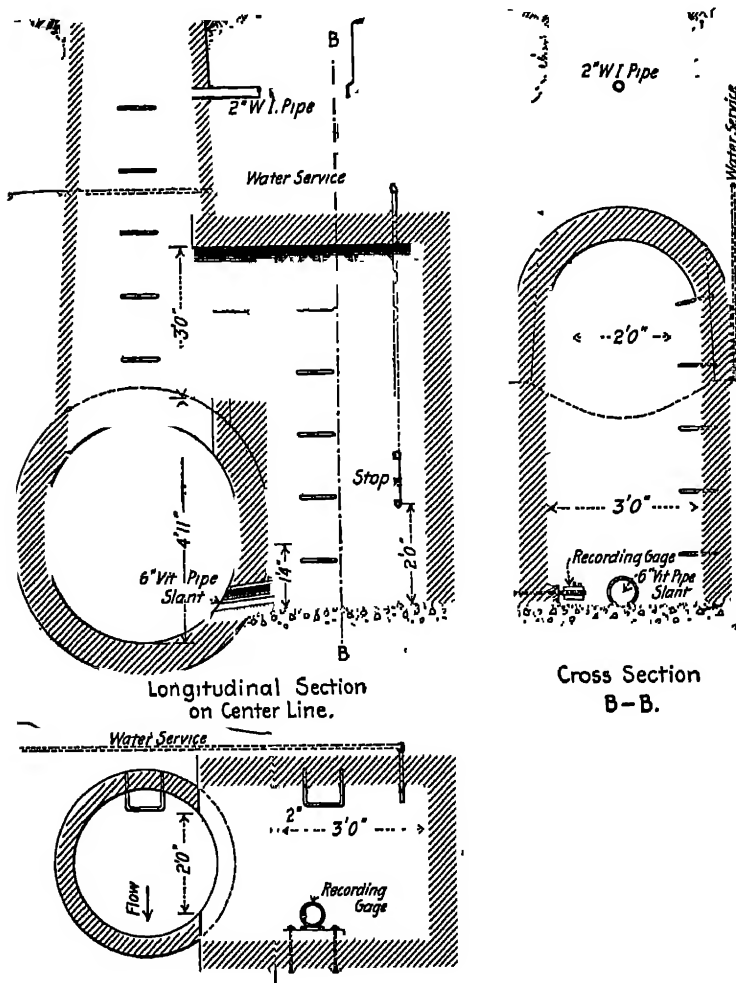 B
2"W I Pipe
2"W.I. Pipe
Water Service
Water Service
3'0"
2'0"
Stop
4'11"
3'0"
6"Vit Pipe
Slant
1'4"
2'0"
Recording Gage
6"Vit Pipe
Slant
B
Longitudinal Section
on Center Line.
Cross Section
B-B.
Water Service
2"
3'0"
2'0"
Flow
Recording
Gage